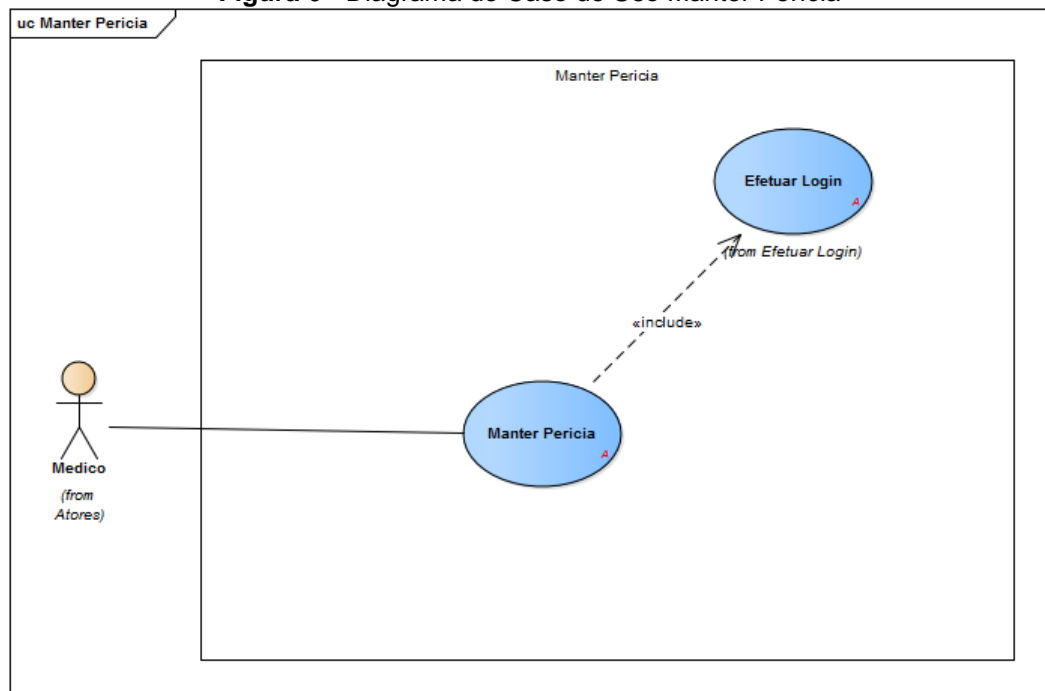 uc Manter Pericia
Manter Pericia
Efetuar Login
A
(from Efetuar Login)
«include»
Manter Pericia
A
Medico
(from
Atores)